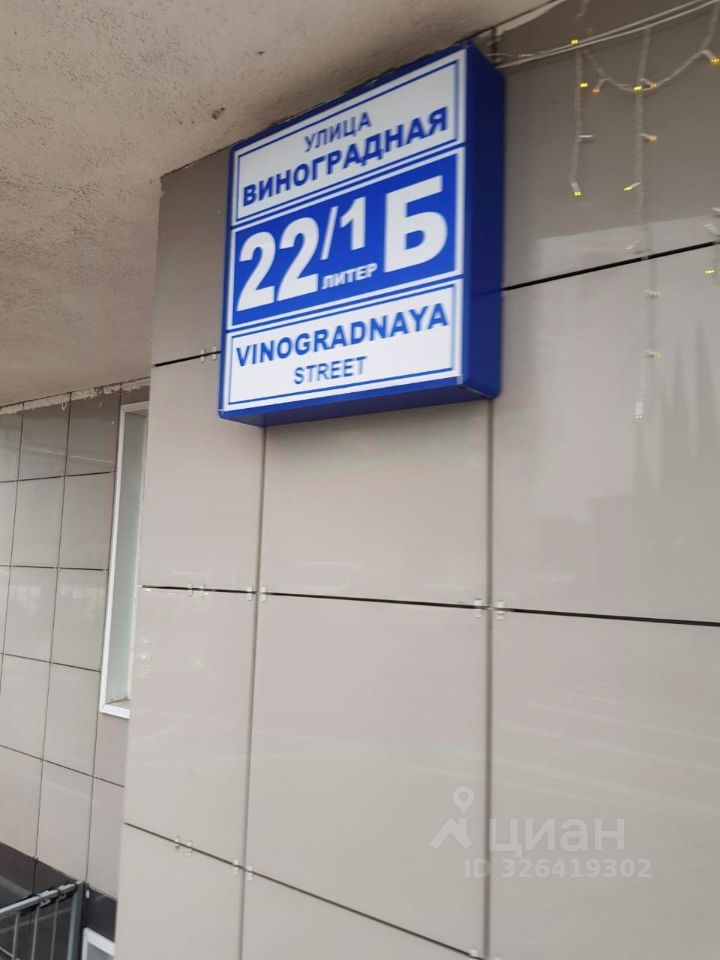 УЛИЦА
ВИНОГРАДНАЯ
22/1 Б
ЛИТЕР
VINOGRADNAYA
STREET
циан
ID 326419302